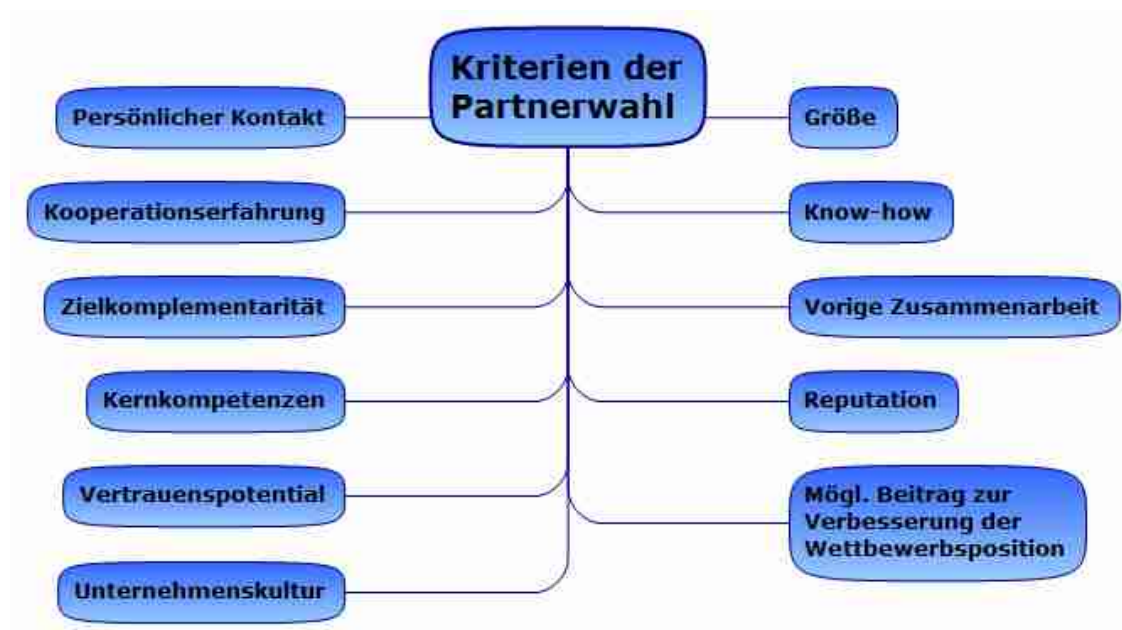 Kriterien der
Partnerwahl
Persönlicher Kontakt
Kooperationserfahrung
Zielkomplementarität
Kernkompetenzen
Vertrauenspotential
Unternehmenskultur
Größe
Know-how
Vorige Zusammenarbeit
Reputation
Mögl. Beitrag zur
Verbesserung der
Wettbewerbsposition